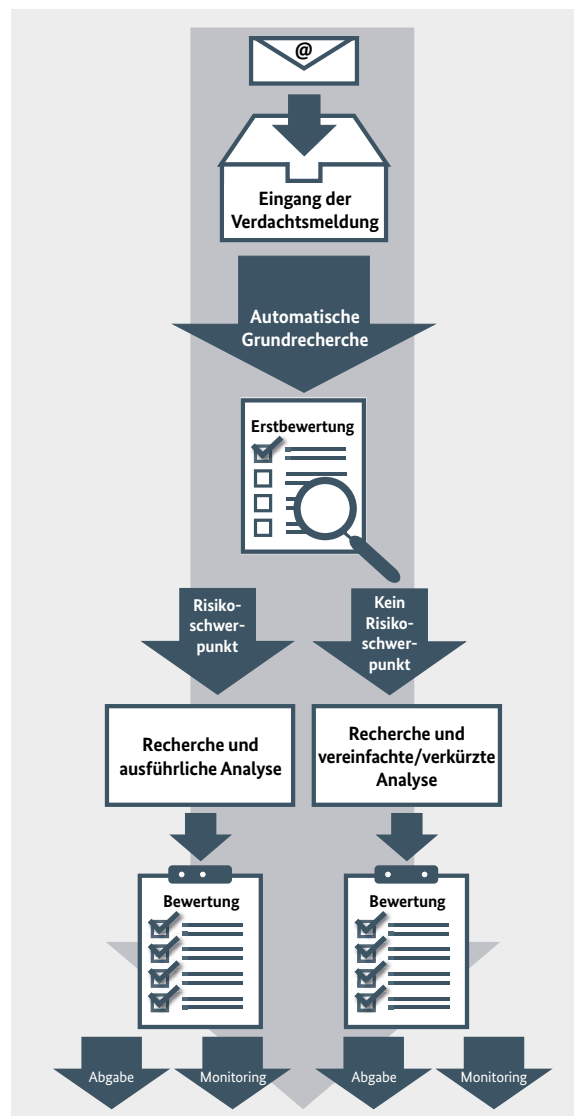 @
Eingang der
Verdachtsmeldung
Automatische
Grundrecherche
Erstbewertung
Risiko-
schwer-
punkt
Kein
Risiko-
schwer-
punkt
Recherche und
ausführliche Analyse
Recherche und
vereinfachte/verkürzte
Analyse
Bewertung
Bewertung
Abgabe
Monitoring
Abgabe
Monitoring